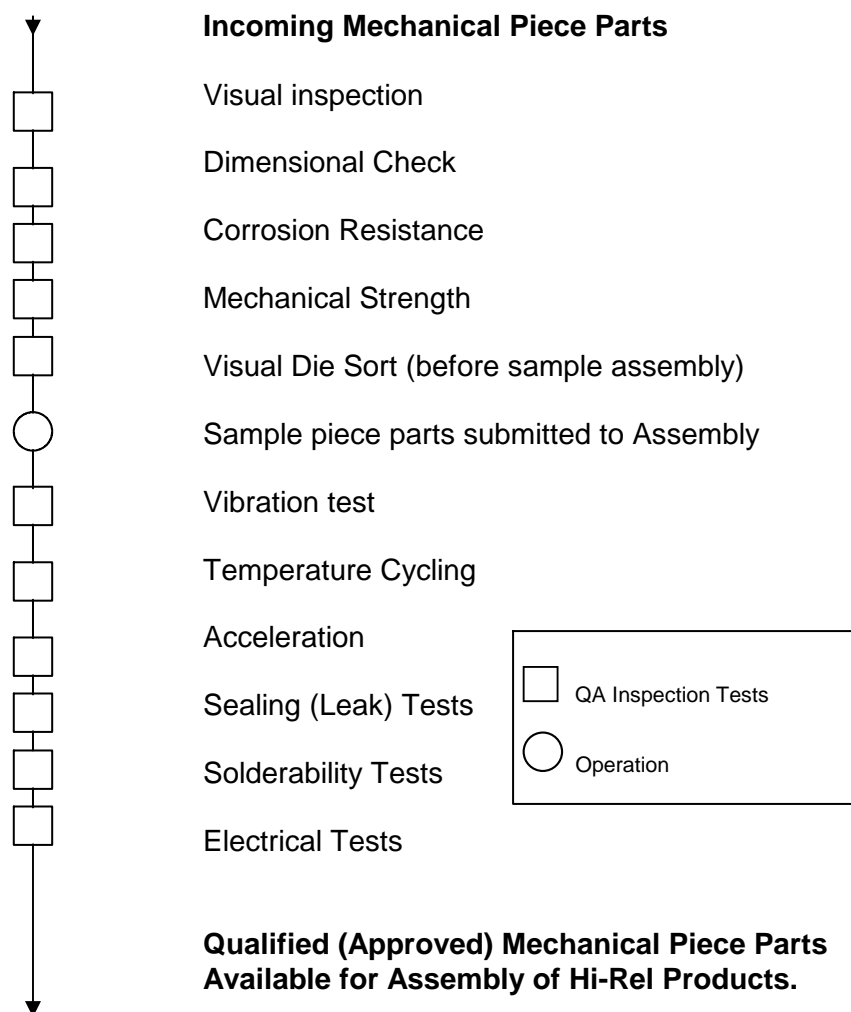 Incoming Mechanical Piece Parts
Visual inspection
Dimensional Check
Corrosion Resistance
Mechanical Strength
Visual Die Sort (before sample assembly)
Sample piece parts submitted to Assembly
Vibration test
Temperature Cycling
Acceleration
Sealing (Leak) Tests
Solderability Tests
Electrical Tests
QA Inspection Tests
Operation
Qualified (Approved) Mechanical Piece Parts
Available for Assembly of Hi-Rel Products.